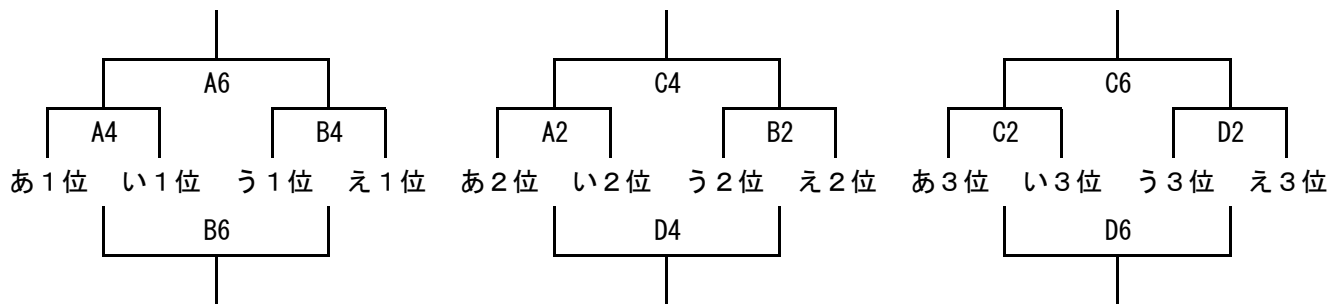 A6 C4 C6
A4 B4 A2 B2 C2 D2
あ1位 い1位 う1位 え1位 あ2位 い2位 う2位 え2位 あ3位 い3位 う3位 え3位
B6 D4 D6